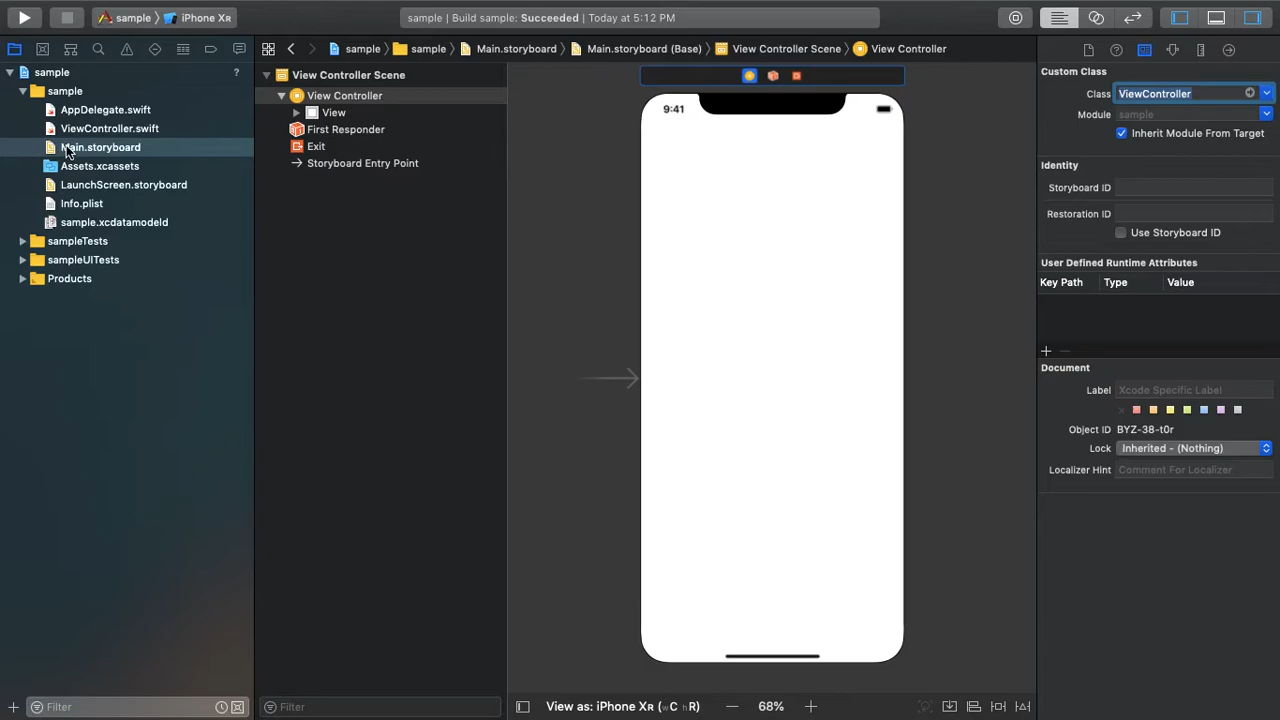 sample iPhone XR
sample | Build sample: Succeeded | Today at 5:12 PM
sample ?
sample
AppDelegate.swift
ViewController.swift
Main.storyboard
Assets.xcassets
LaunchScreen.storyboard
Info.plist
sample.xcdatamodeld
sampleTests
sampleUITests
Products
Filter
sample sample Main.storyboard Main.storyboard (Base) View Controller Scene View Controller
View Controller Scene
View Controller
View
First Responder
Exit
Storyboard Entry Point
Filter
9:41
View as: iPhone XR (wC hR)
68%
Custom Class
Class ViewController
Module sample
Inherit Module From Target
Identity
Storyboard ID
Restoration ID
Use Storyboard ID
User Defined Runtime Attributes
Key Path Type Value
Document
Label Xcode Specific Label
Object ID BYZ-38-t0r
Lock Inherited - (Nothing)
Localizer Hint Comment For Localizer